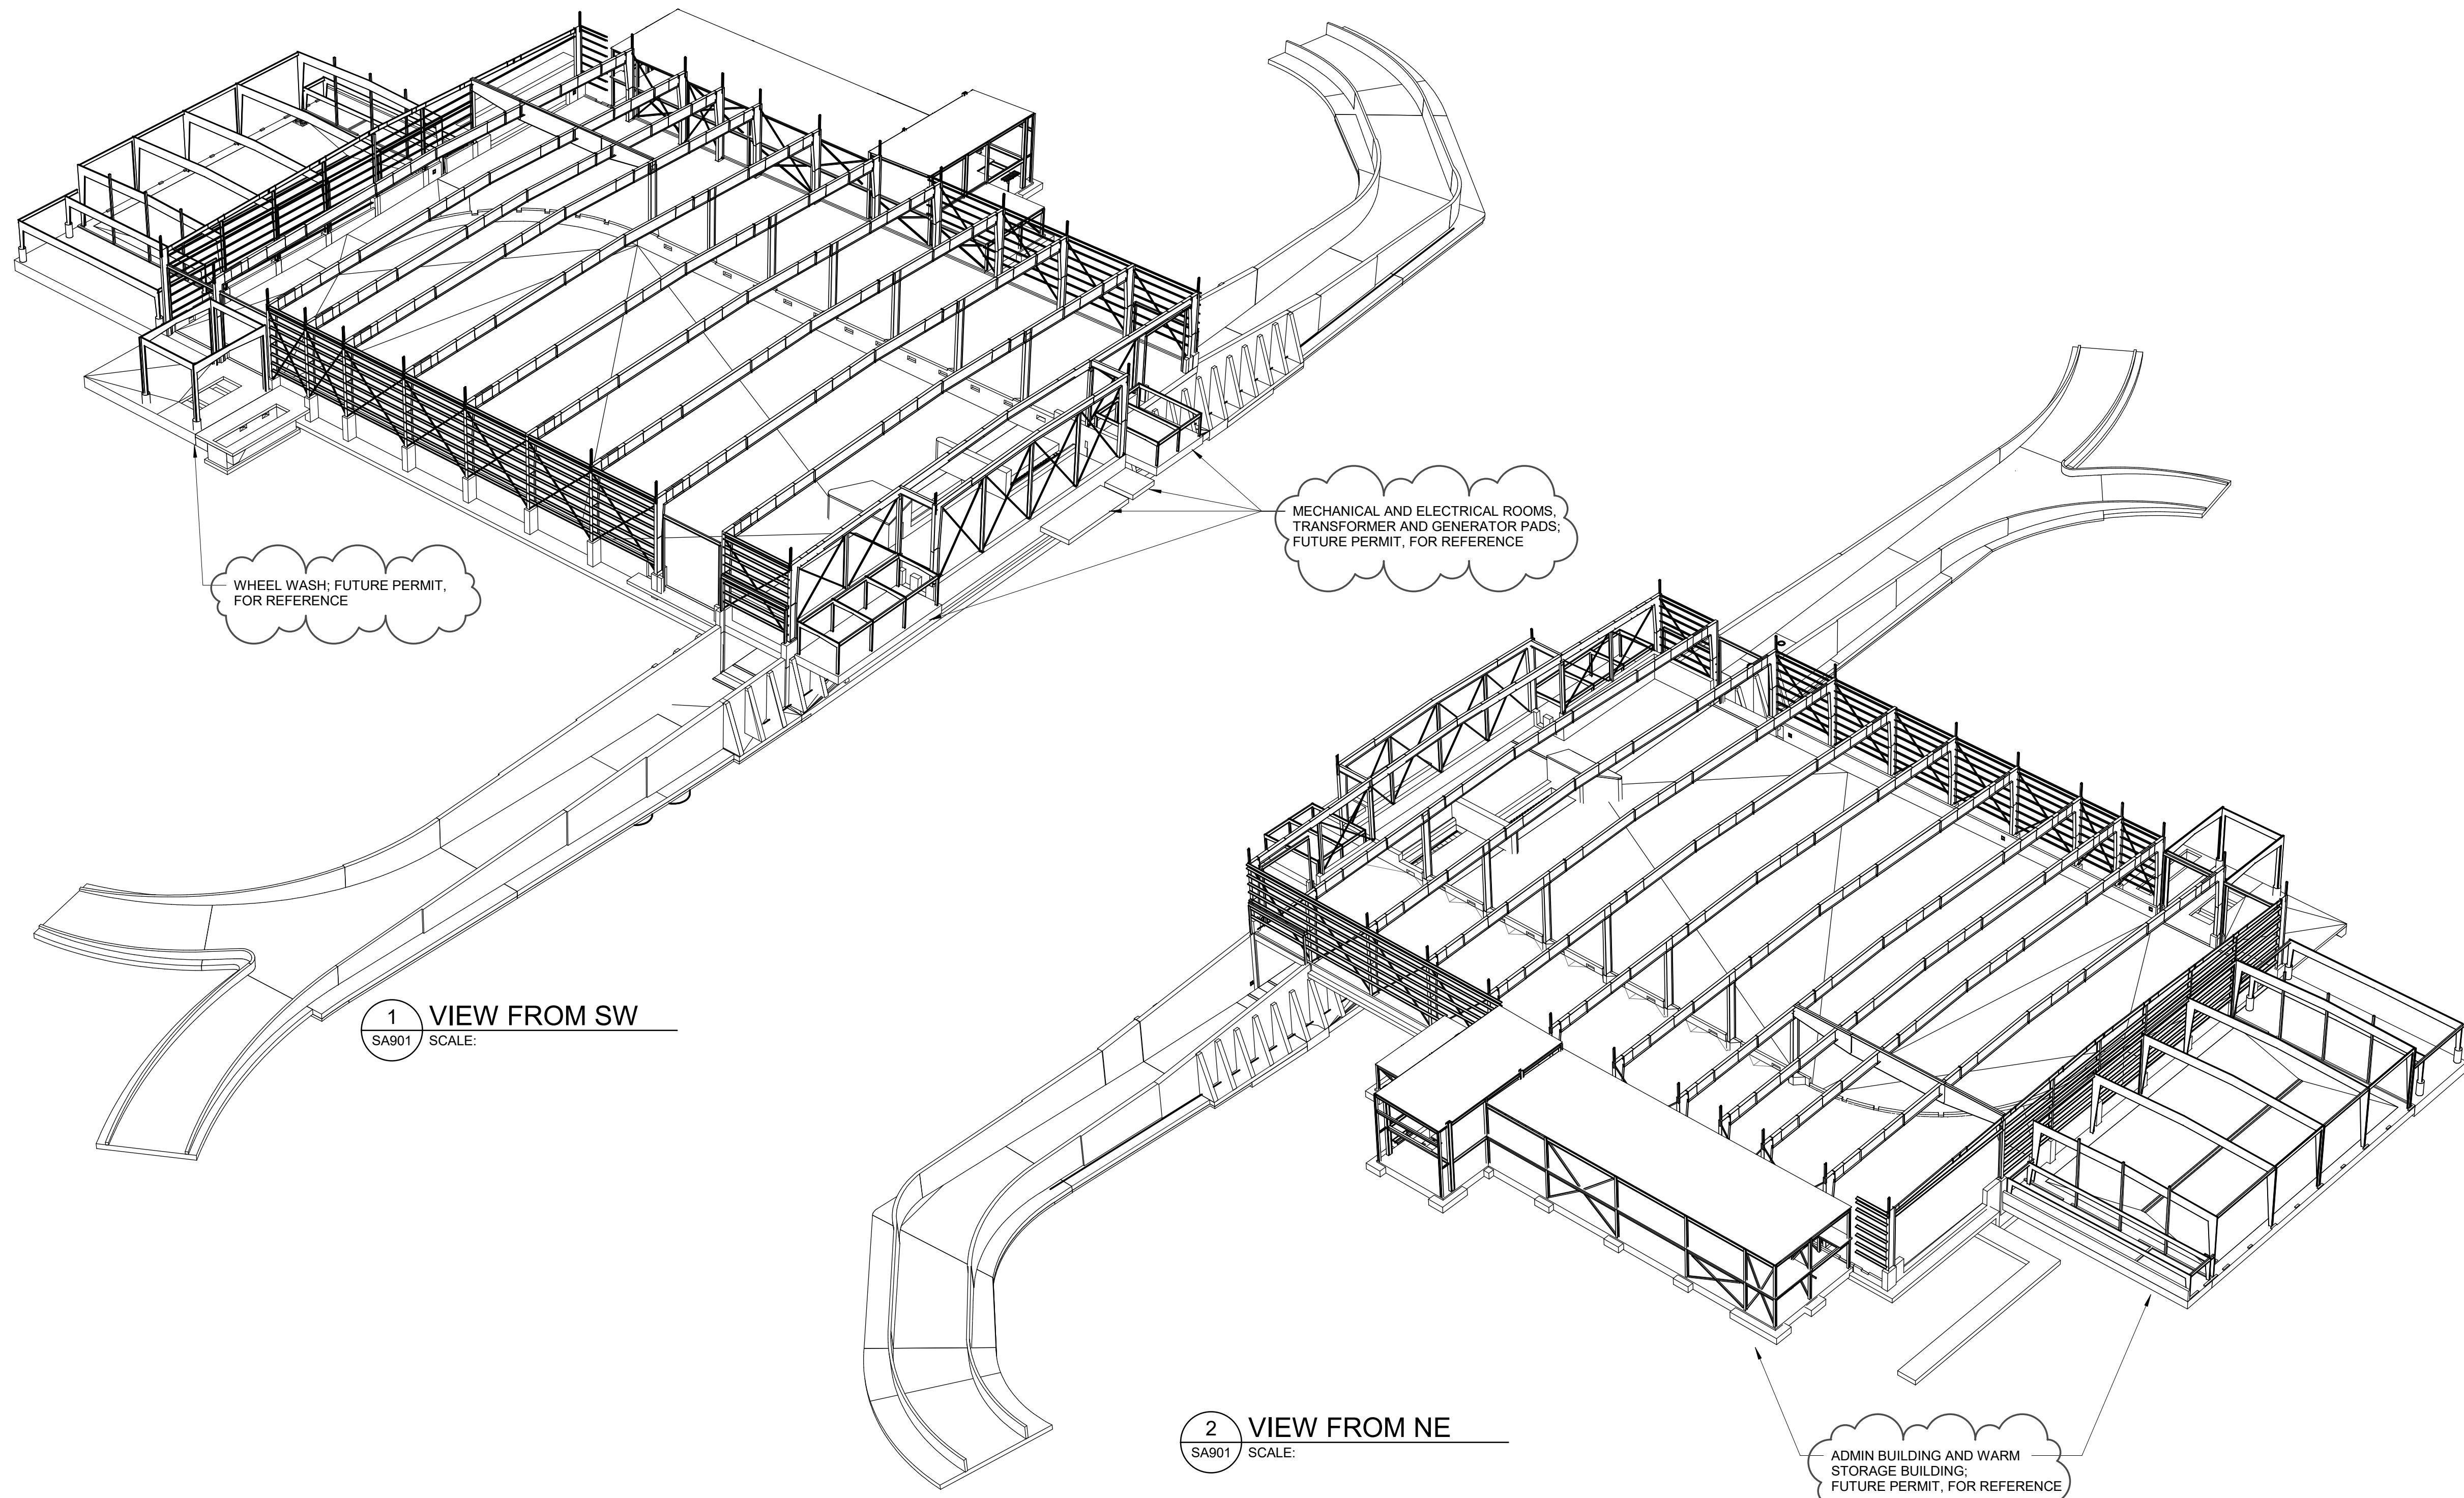 MECHANICAL AND ELECTRICAL ROOMS,
TRANSFORMER AND GENERATOR PADS;
FUTURE PERMIT, FOR REFERENCE
WHEEL WASH; FUTURE PERMIT,
FOR REFERENCE
1
SA901
VIEW FROM SW
SCALE:
2
SA901
VIEW FROM NE
SCALE:
ADMIN BUILDING AND WARM
STORAGE BUILDING;
FUTURE PERMIT, FOR REFERENCE